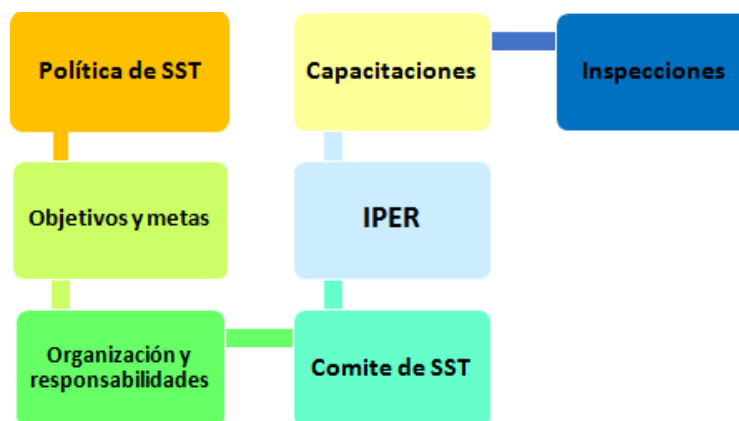 Política de SST
Objetivos y metas
Organización y
responsabilidades
Comite de SST
IPER
Capacitaciones
Inspecciones